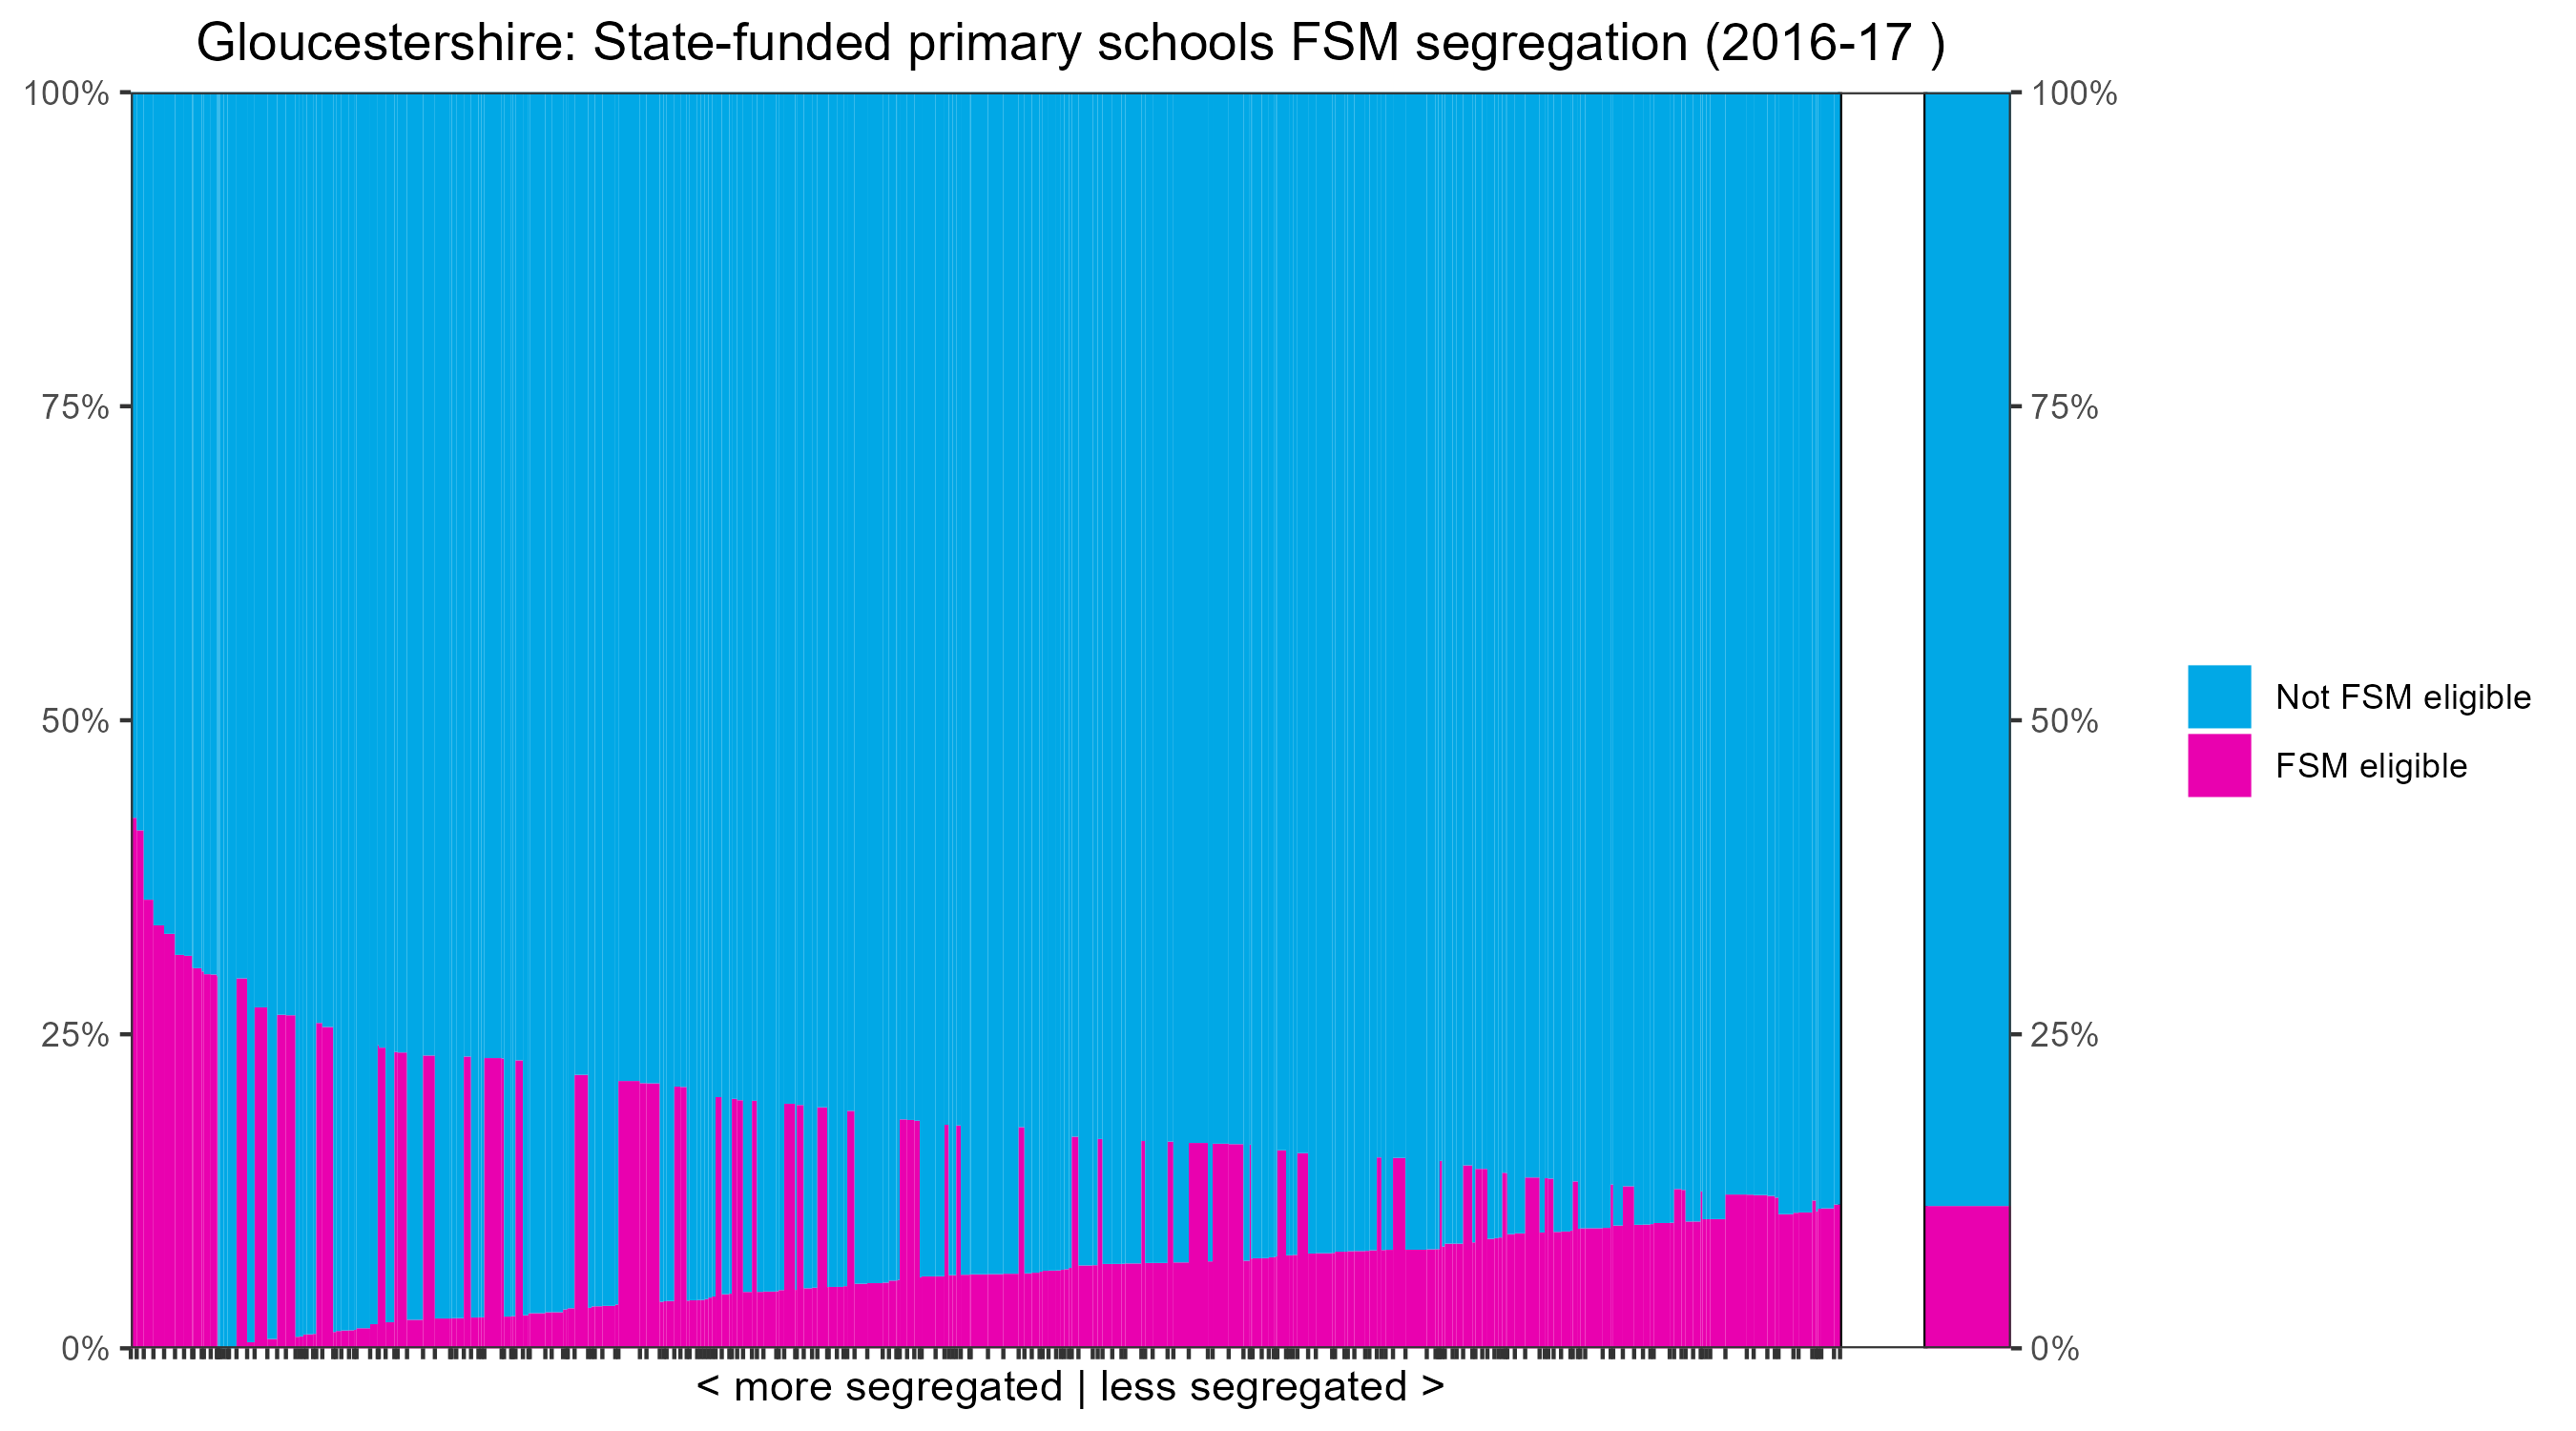 Gloucestershire: State-funded primary schools FSM segregation (2016-17 )
100%
75%
50%
25%
0%
100%
75%
50%
25%
0%
Not FSM eligible
FSM eligible
< more segregated | less segregated >